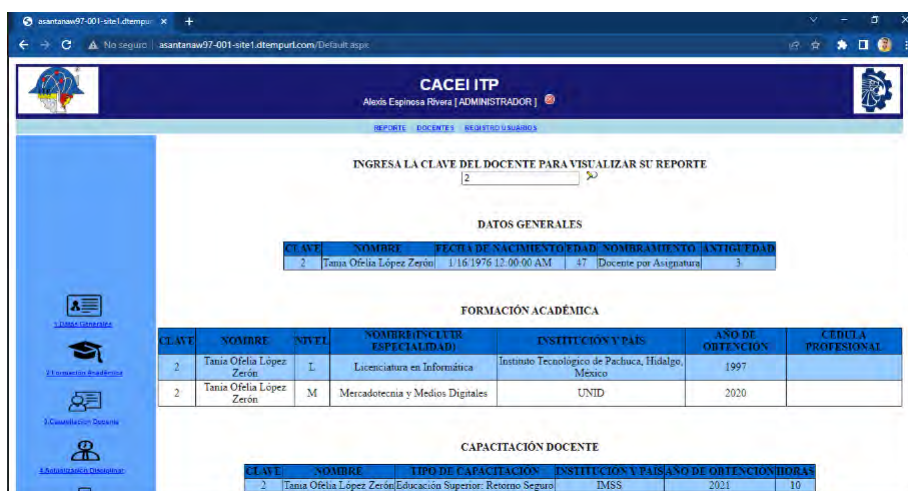 asantanaw97-001-site1.dtempur
No seguro asantanaw97-001-site1.dtempurl.com/Default.aspx
CACEI ITP
Alexis Espinosa Rivera [ ADMINISTRADOR ]
REPORTE DOCENTES REGISTRO USUARIOS
INGRESA LA CLAVE DEL DOCENTE PARA VISUALIZAR SU REPORTE
2
DATOS GENERALES
CLAVE NOMBRE FECHA DE NACIMIENTO EDAD NOMBRAMIENTO ANTIGUEDAD
2 Tania Ofelia López Zerón 1/16/1976 12:00:00 AM 47 Docente por Asignatura 3
1.Datos Generales
2.Formación Académica
3.Capacitación Docente
4.Actualización Disciplinar
FORMACIÓN ACADÉMICA
CLAVE NOMBRE NIVEL NOMBRE(INCLUIR ESPECIALIDAD) INSTITUCIÓN Y PAÍS AÑO DE OBTENCIÓN CÉDULA PROFESIONAL
2 Tania Ofelia López Zerón L Licenciatura en Informática Instituto Tecnológico de Pachuca, Hidalgo, México 1997
2 Tania Ofelia López Zerón M Mercadotecnia y Medios Digitales UNID 2020
CAPACITACIÓN DOCENTE
CLAVE NOMBRE TIPO DE CAPACITACIÓN INSTITUCIÓN Y PAÍS AÑO DE OBTENCIÓN HORAS
2 Tania Ofelia López Zerón Educación Superior: Retorno Seguro IMSS 2021 10